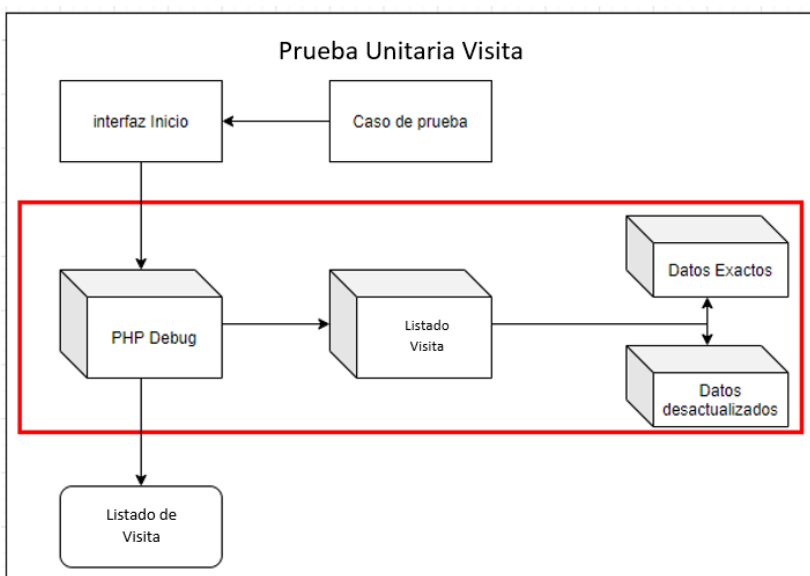 Prueba Unitaria Visita
interfaz Inicio
Caso de prueba
PHP Debug
Listado
Visita
Datos Exactos
Datos
desactualizados
Listado de
Visita